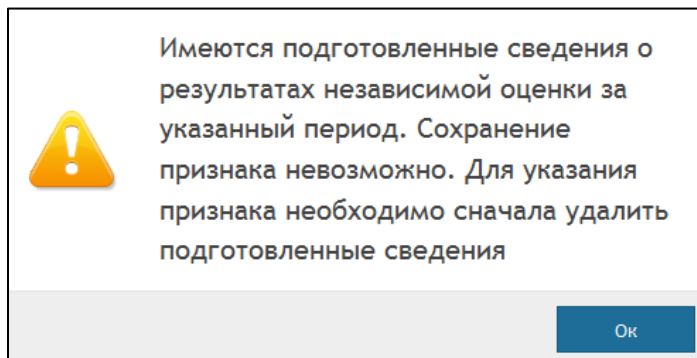 Имеются подготовленные сведения о
результатах независимой оценки за
указанный период. Сохранение
признака невозможно. Для указания
признака необходимо сначала удалить
подготовленные сведения
Ок